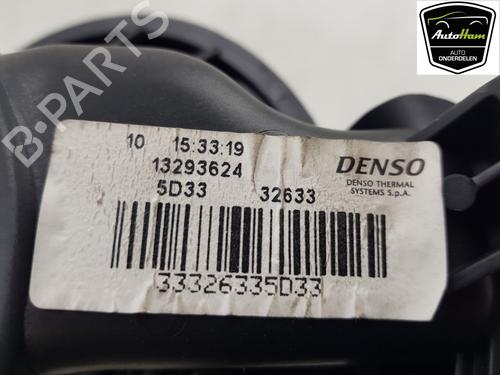 AutoHam
AUTO
ONDERDELEN
B-PARTS
10 15:33:19
13293624
5D33 32633
DENSO
DENSO THERMAL
SYSTEMS S.p.A.
33326335D33